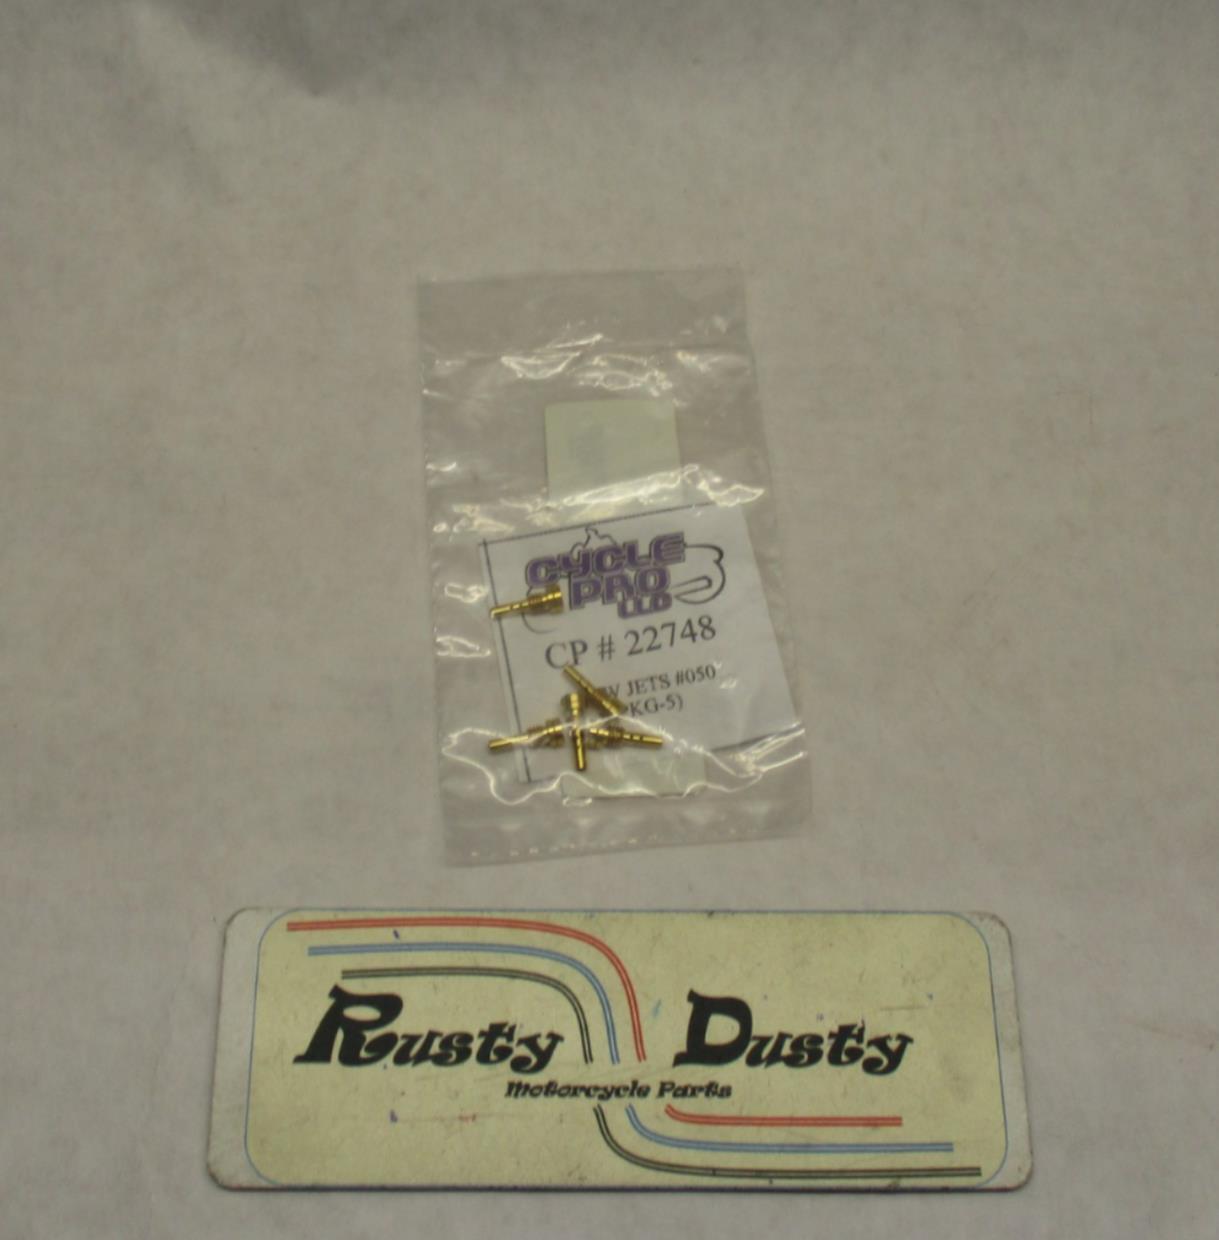 CYCLE
PRO
LLC
CP # 22748
JETS #050
KG-5)
Rusty Dusty
Motorcycle Parts